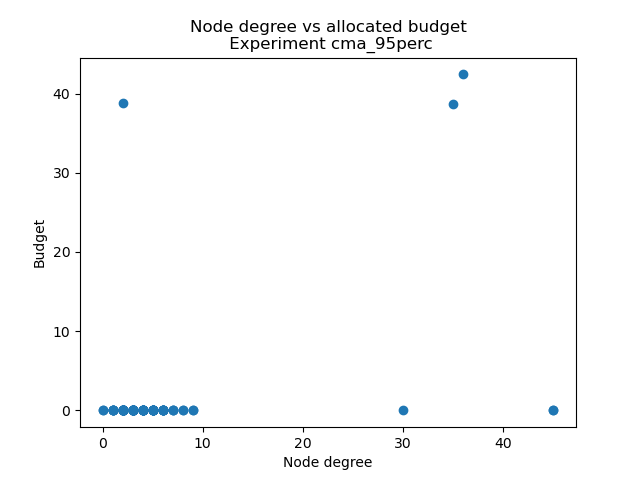 Node degree vs allocated budget
Experiment cma_95perc
40
30
20
10
0
Budget
0 10 20 30 40
Node degree